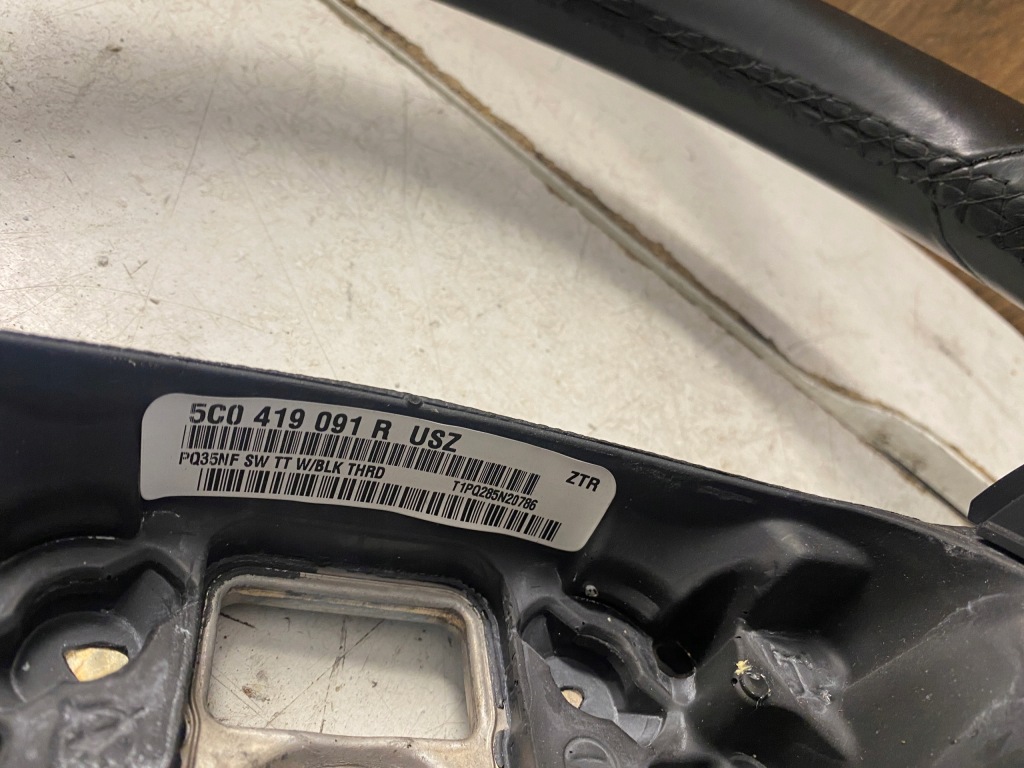 5C0 419 091 R USZ
PQ35NF SW TT W/BLK THRD
T1PQ285N20786
ZTR